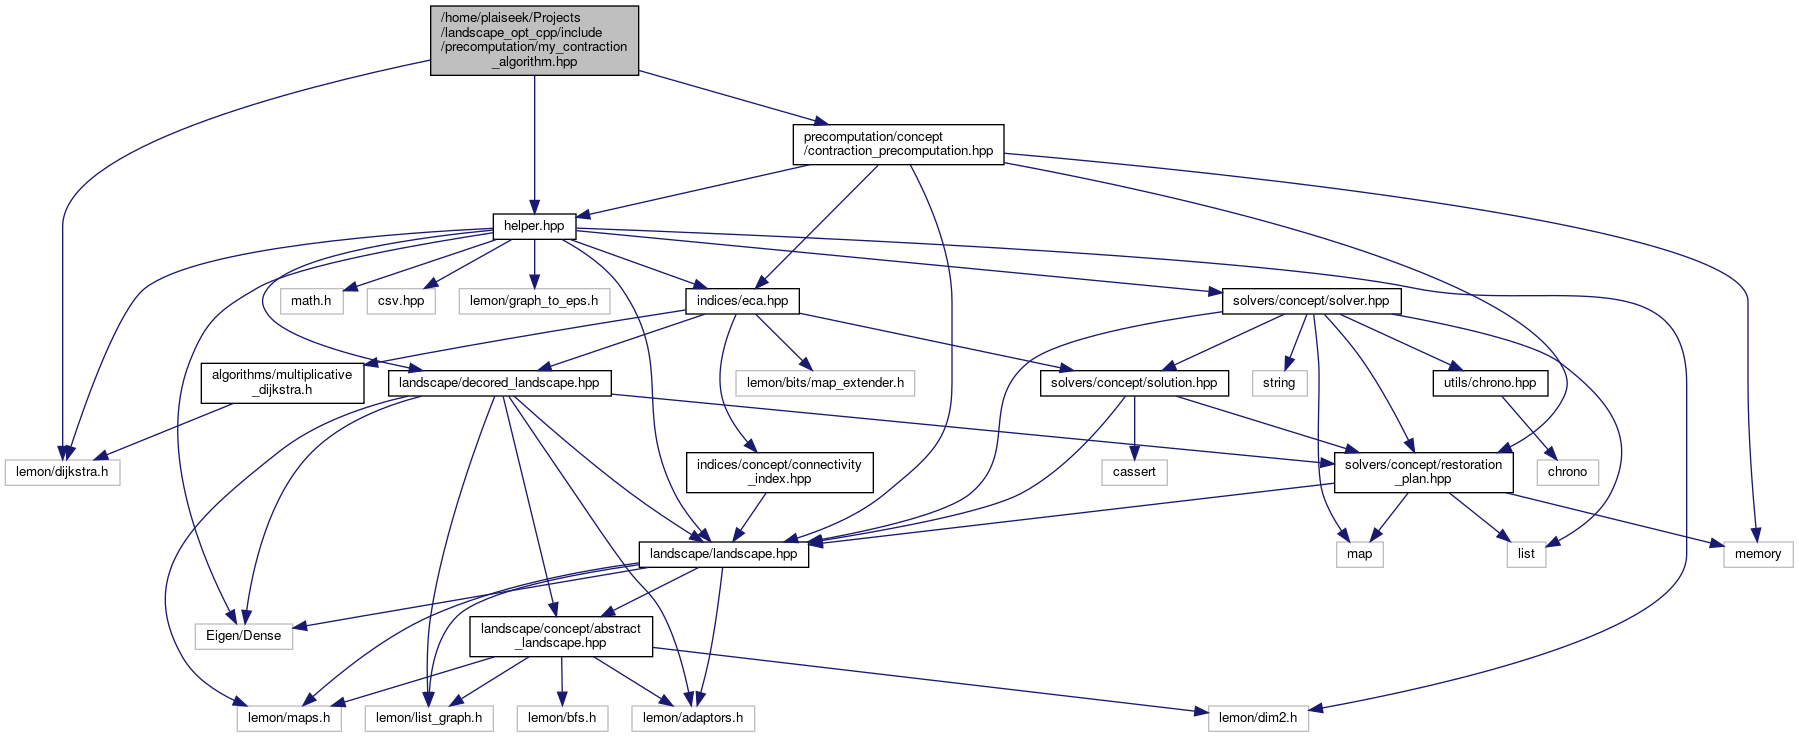 /home/plaiseek/Projects
/landscape_opt_cpp/include
/precomputation/my_contraction
_algorithm.hpp
precomputation/concept
/contraction_precomputation.hpp
helper.hpp
math.h
csv.hpp
lemon/graph_to_eps.h
indices/eca.hpp
solvers/concept/solver.hpp
algorithms/multiplicative
_dijkstra.h
landscape/decored_landscape.hpp
lemon/bits/map_extender.h
solvers/concept/solution.hpp
string
utils/chrono.hpp
lemon/dijkstra.h
indices/concept/connectivity
_index.hpp
cassert
solvers/concept/restoration
_plan.hpp
chrono
landscape/landscape.hpp
map
list
memory
Eigen/Dense
landscape/concept/abstract
_landscape.hpp
lemon/maps.h
lemon/list_graph.h
lemon/bfs.h
lemon/adaptors.h
lemon/dim2.h